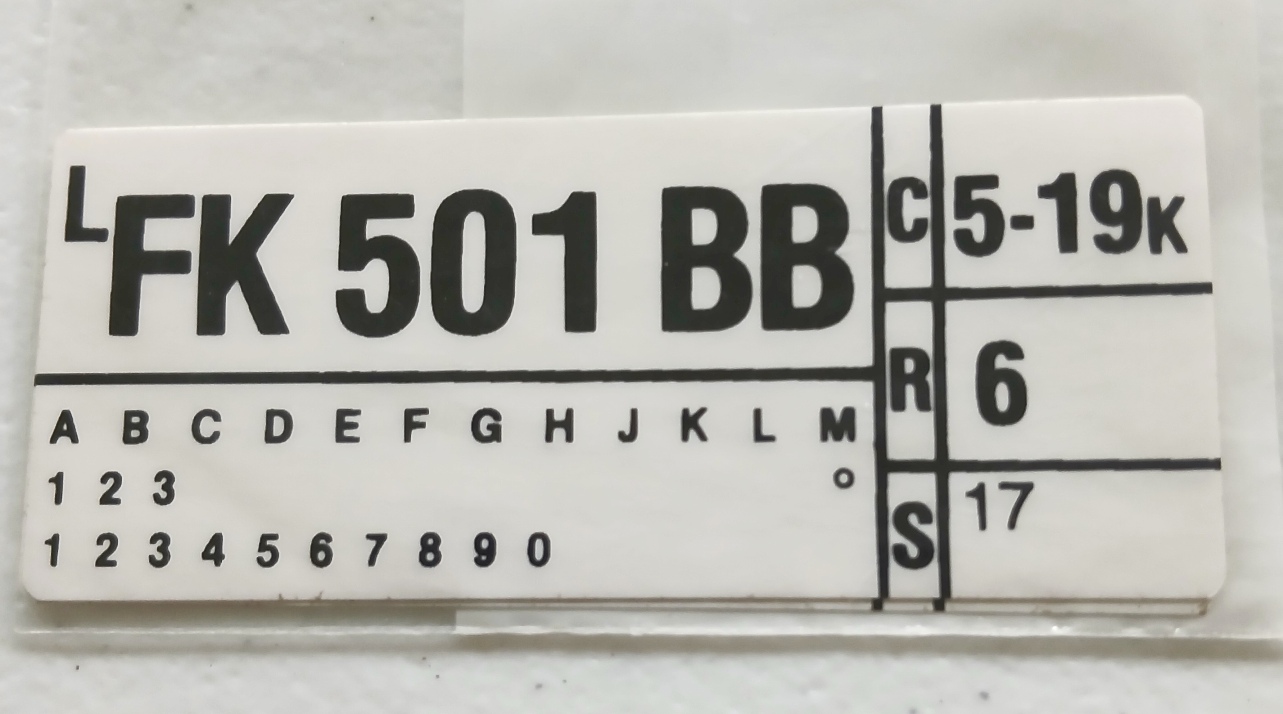 LFK 501 BB
C 5-19K
R 6
S 17
A B C D E F G H J K L M
1 2 3 o
1 2 3 4 5 6 7 8 9 0